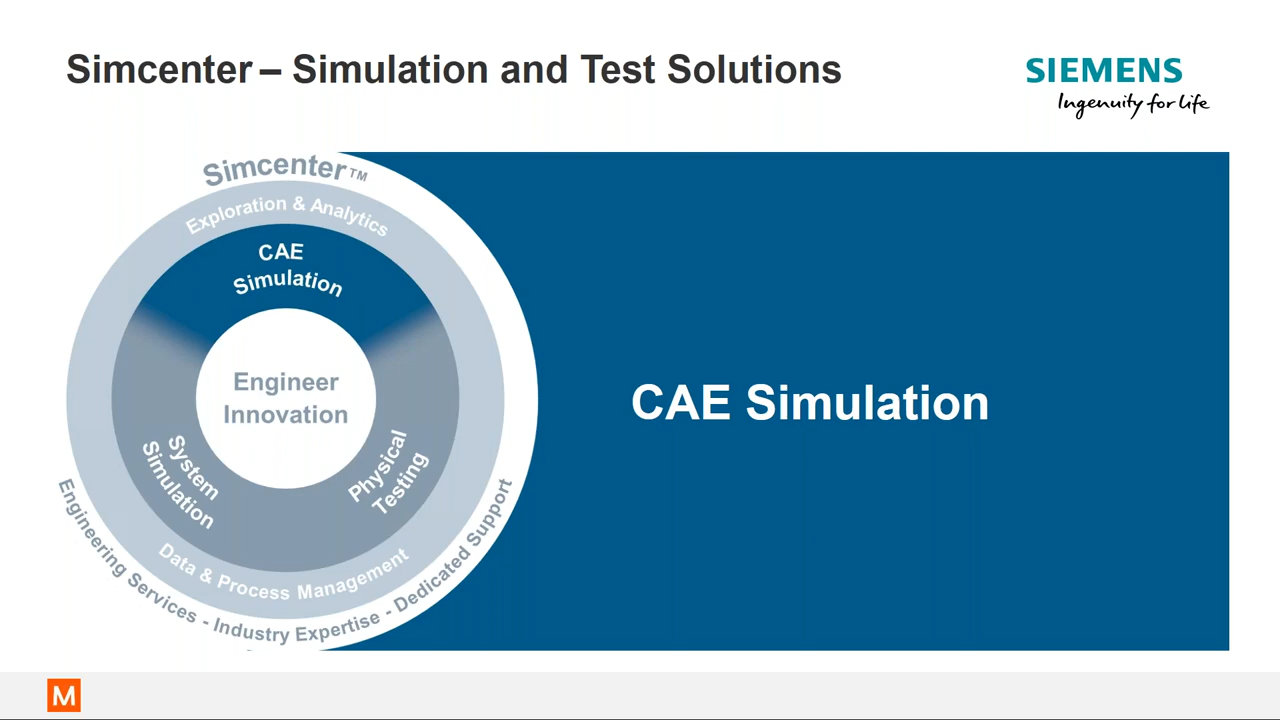 Simcenter – Simulation and Test Solutions
SIEMENS
Ingenuity for life
Simcenter™
Exploration & Analytics
CAE
Simulation
Engineer
Innovation
System
Simulation
Physical
Testing
Data & Process Management
Engineering Services - Industry Expertise - Dedicated Support
CAE Simulation
M